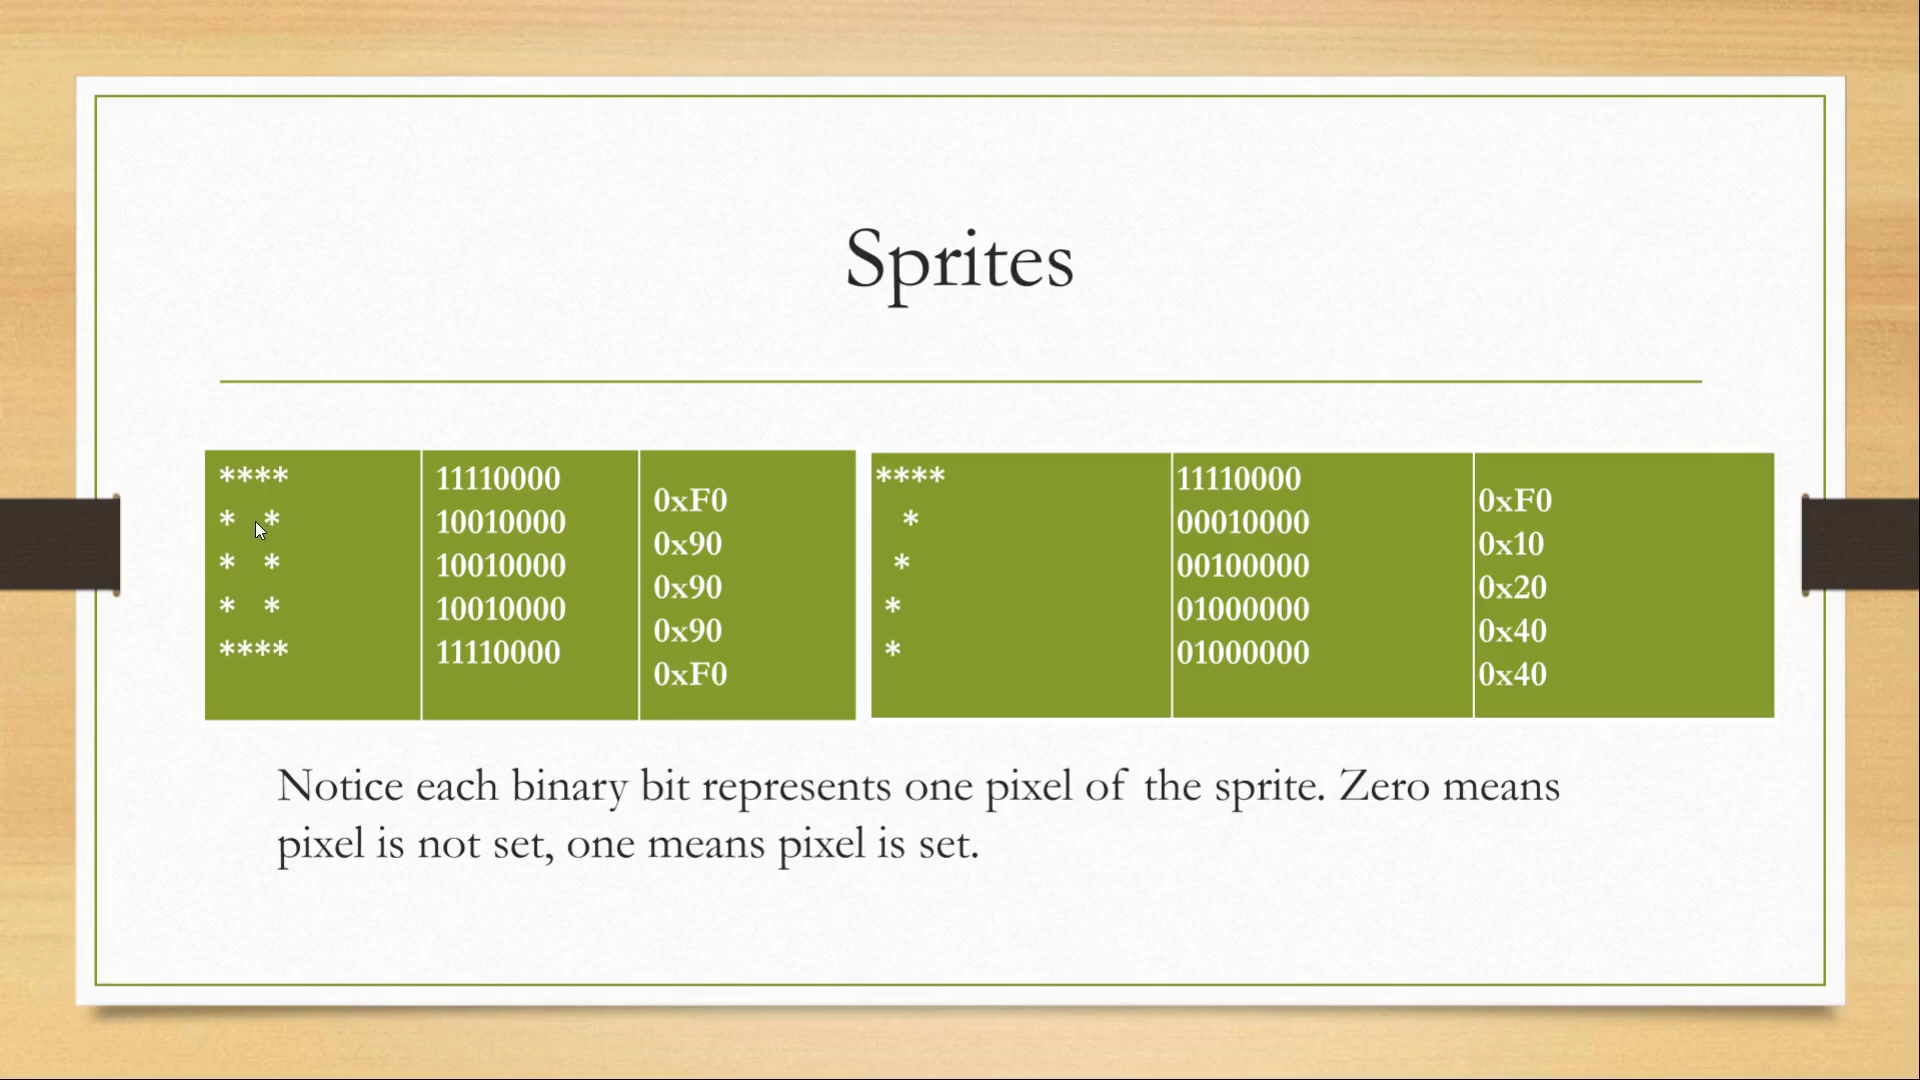 Sprites
****
*  *
*  *
*  *
****
11110000
10010000
10010000
10010000
11110000
0xF0
0x90
0x90
0x90
0xF0
****
   *
  *
 *
 *
11110000
00010000
00100000
01000000
01000000
0xF0
0x10
0x20
0x40
0x40
Notice each binary bit represents one pixel of the sprite. Zero means
pixel is not set, one means pixel is set.